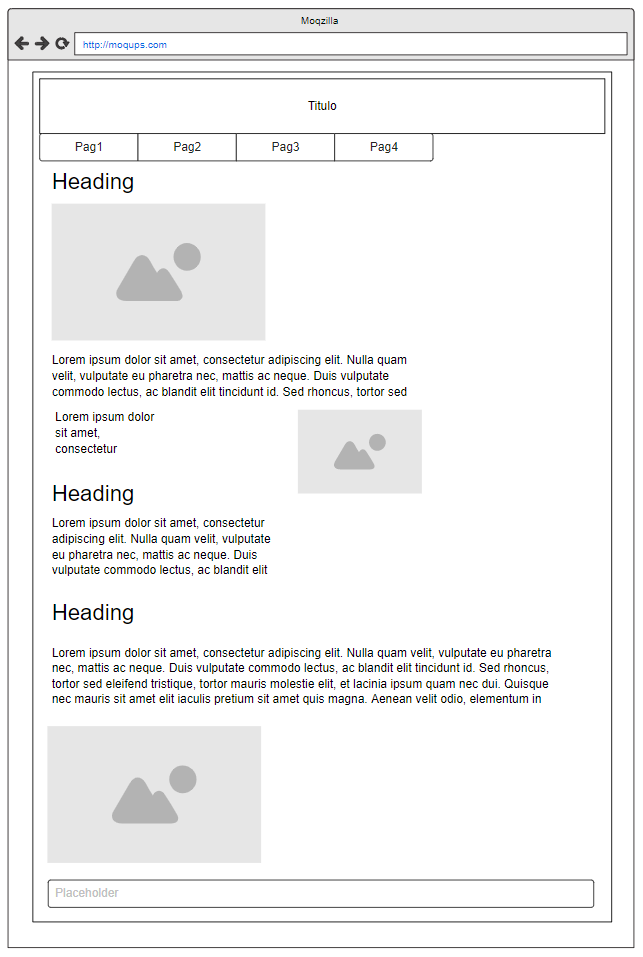 Moqzilla
http://moqups.com
Titulo
Pag1 Pag2 Pag3 Pag4
Heading
Lorem ipsum dolor sit amet, consectetur adipiscing elit. Nulla quam
velit, vulputate eu pharetra nec, mattis ac neque. Duis vulputate
commodo lectus, ac blandit elit tincidunt id. Sed rhoncus, tortor sed
Lorem ipsum dolor
sit amet,
consectetur
Heading
Lorem ipsum dolor sit amet, consectetur
adipiscing elit. Nulla quam velit, vulputate
eu pharetra nec, mattis ac neque. Duis
vulputate commodo lectus, ac blandit elit
Heading
Lorem ipsum dolor sit amet, consectetur adipiscing elit. Nulla quam velit, vulputate eu pharetra
nec, mattis ac neque. Duis vulputate commodo lectus, ac blandit elit tincidunt id. Sed rhoncus,
tortor sed eleifend tristique, tortor mauris molestie elit, et lacinia ipsum quam nec dui. Quisque
nec mauris sit amet elit iaculis pretium sit amet quis magna. Aenean velit odio, elementum in
Placeholder